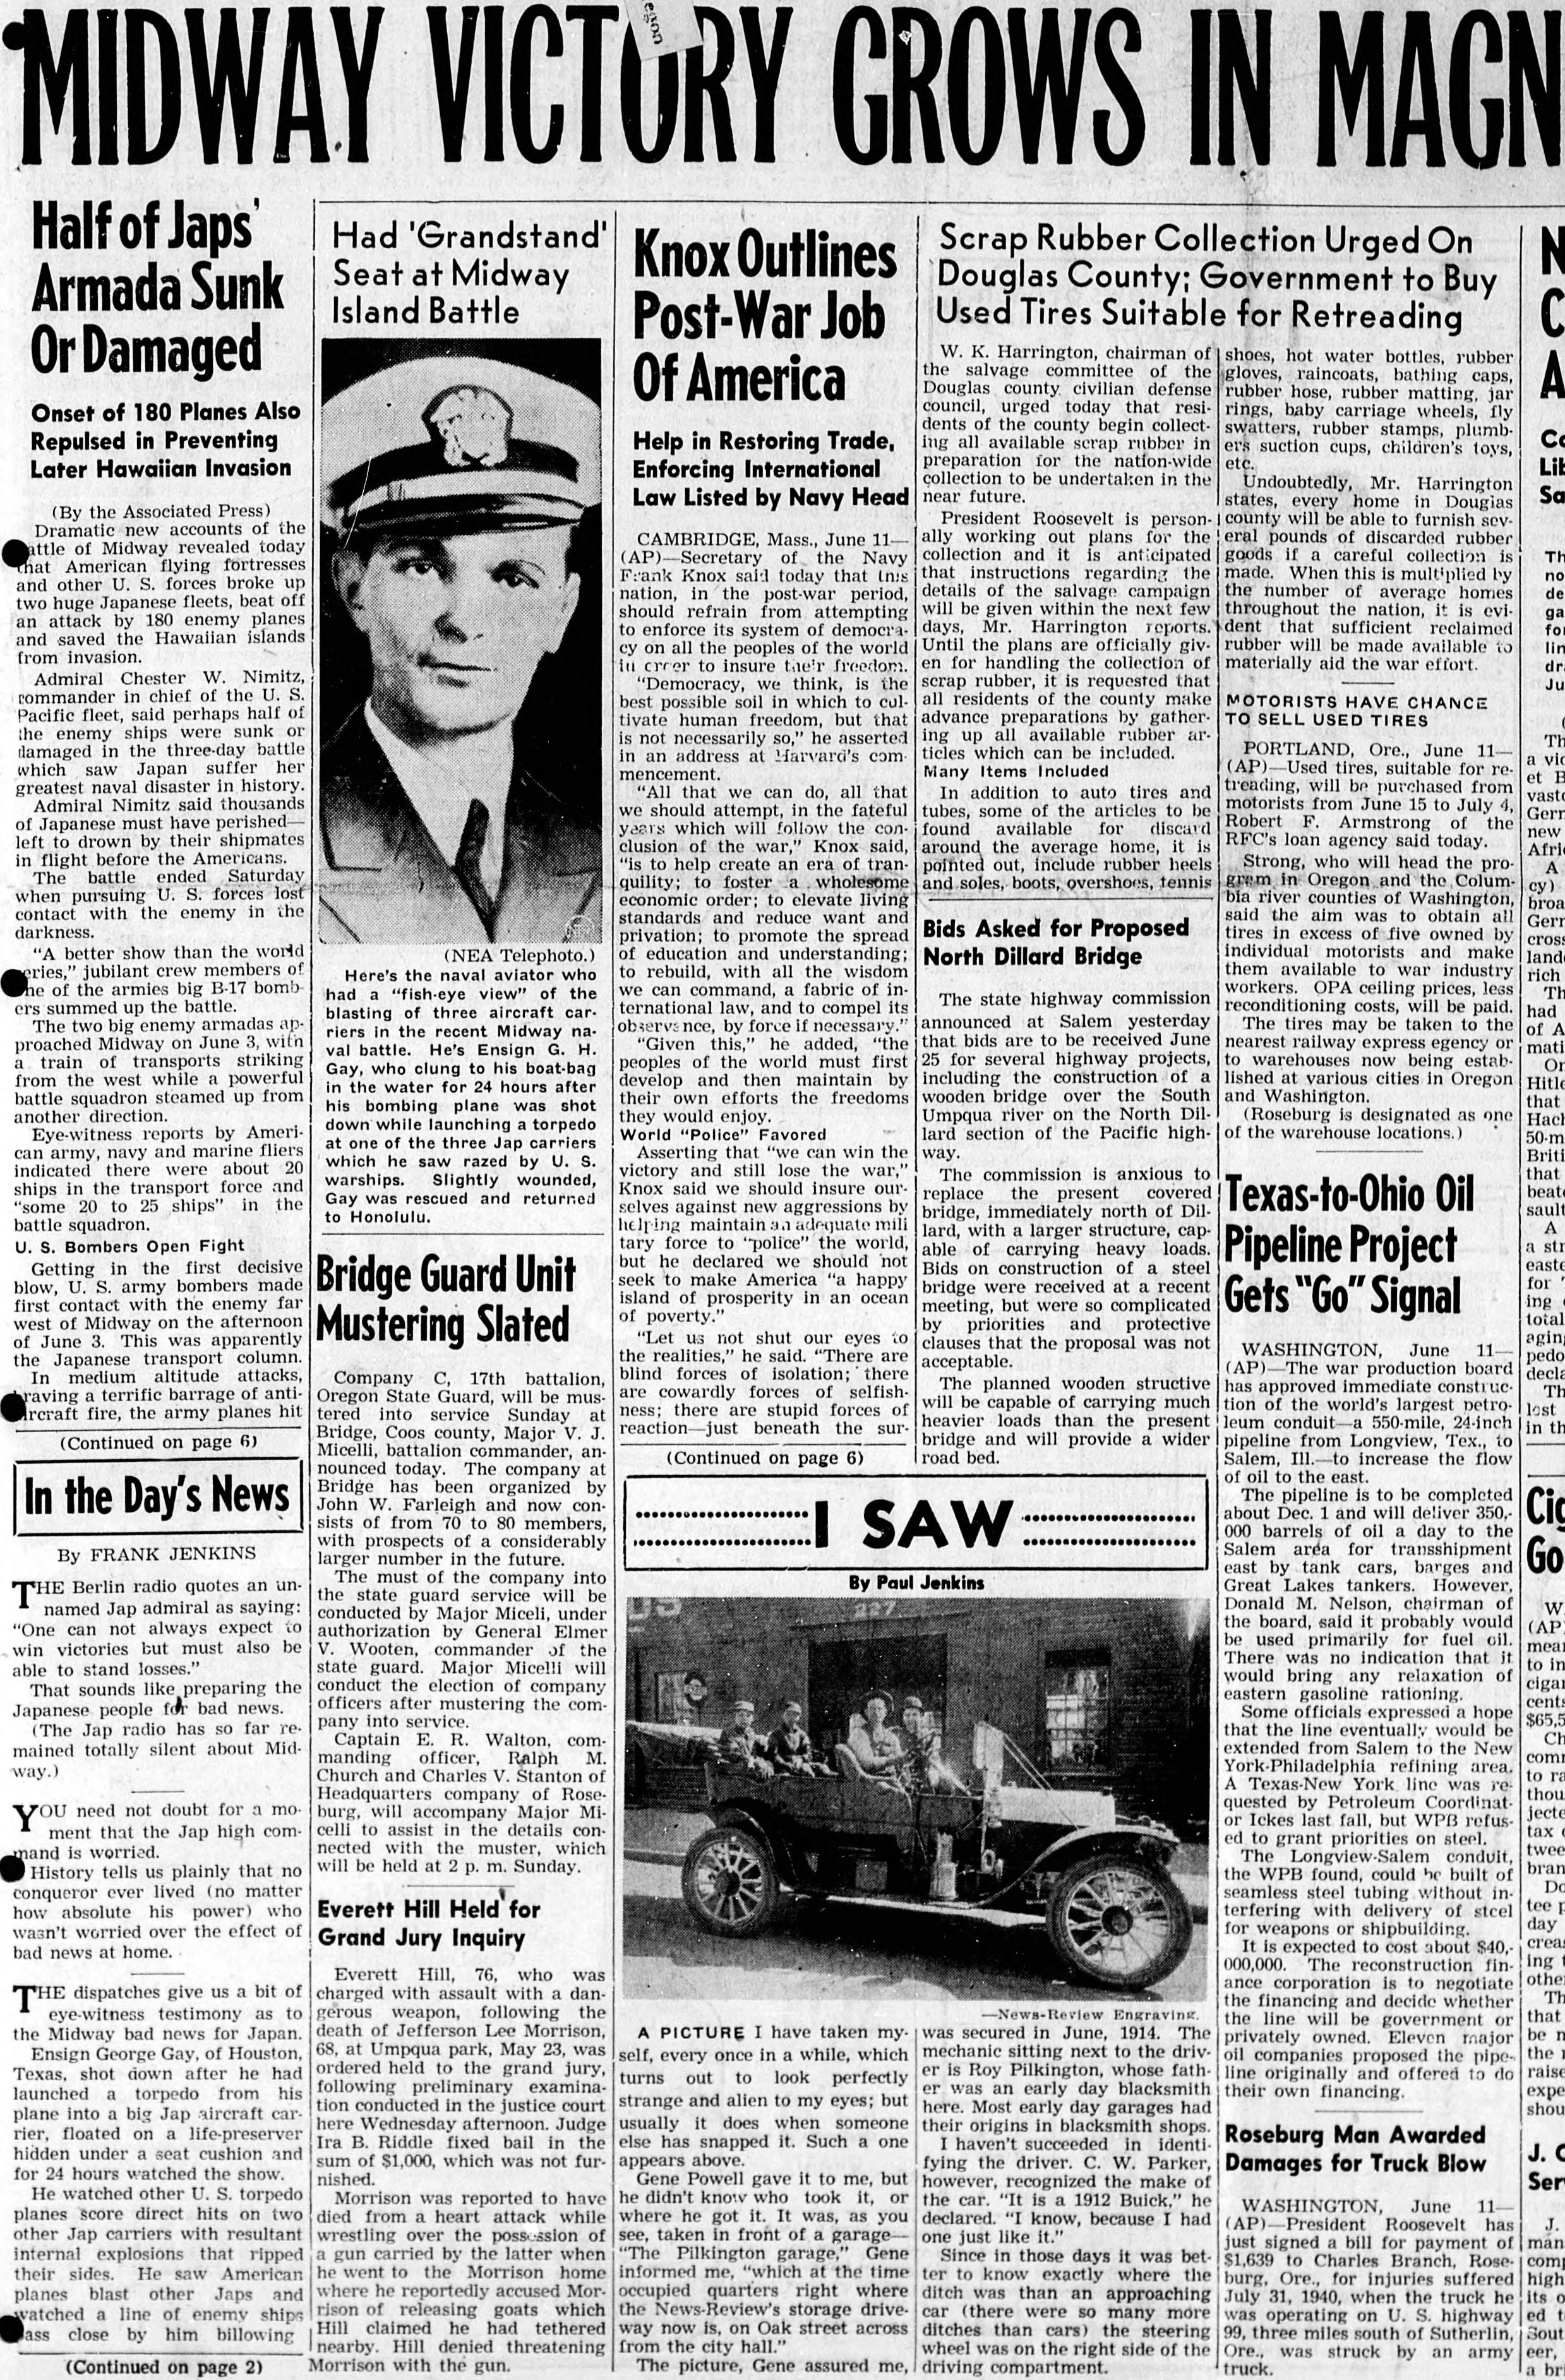 egon
MIDWAY VICTORY GROWS IN MAGN
Half of Japs'
Armada Sunk
Or Damaged
Onset of 180 Planes Also
Repulsed in Preventing
Later Hawaiian Invasion
(By the Associated Press)
Dramatic new accounts of the
attle of Midway revealed today
that American flying fortresses
and other U. S. forces broke up
two huge Japanese fleets, beat off
an attack by 180 enemy planes
and saved the Hawaiian islands
from invasion.
Admiral Chester W. Nimitz,
commander in chief of the U. S.
Pacific fleet, said perhaps half of
the enemy ships were sunk or
damaged in the three-day battle
which saw Japan suffer her
greatest naval disaster in history.
Admiral Nimitz said thousands
of Japanese must have perished—
left to drown by their shipmates
in flight before the Americans.
The battle ended Saturday
when pursuing U. S. forces lost
contact with the enemy in the
darkness.
"A better show than the world
eries," jubilant crew members of
ne of the armies big B-17 bomb-
ers summed up the battle.
The two big enemy armadas ap-
proached Midway on June 3, with
a train of transports striking
from the west while a powerful
battle squadron steamed up from
another direction.
Eye-witness reports by Ameri-
can army, navy and marine fliers
indicated there were about 20
ships in the transport force and
"some 20 to 25 ships" in the
battle squadron.
U. S. Bombers Open Fight
Getting in the first decisive
blow, U. S. army bombers made
first contact with the enemy far
west of Midway on the afternoon
of June 3. This was apparently
the Japanese transport column.
In medium altitude attacks,
raving a terrific barrage of anti-
ircraft fire, the army planes hit
(Continued on page 6)
In the Day's News
By FRANK JENKINS
THE Berlin radio quotes an un-
named Jap admiral as saying:
"One can not always expect to
win victories but must also be
able to stand losses."
That sounds like preparing the
Japanese people for bad news.
(The Jap radio has so far re-
mained totally silent about Mid-
way.)
YOU need not doubt for a mo-
ment that the Jap high com-
mand is worried.
History tells us plainly that no
conqueror ever lived (no matter
how absolute his power) who
wasn't worried over the effect of
bad news at home.
THE dispatches give us a bit of
eye-witness testimony as to
the Midway bad news for Japan.
Ensign George Gay, of Houston,
Texas, shot down after he had
launched a torpedo from his
plane into a big Jap aircraft car-
rier, floated on a life-preserver
hidden under a seat cushion and
for 24 hours watched the show.
He watched other U. S. torpedo
planes score direct hits on two
other Jap carriers with resultant
internal explosions that ripped
their sides. He saw American
planes blast other Japs and
watched a line of enemy ships
pass close by him billowing
(Continued on page 2)
Had 'Grandstand'
Seat at Midway
Island Battle
(NEA Telephoto.)
Here's the naval aviator who
had a "fish-eye view" of the
blasting of three aircraft car-
riers in the recent Midway na-
val battle. He's Ensign G. H.
Gay, who clung to his boat-bag
in the water for 24 hours after
his bombing plane was shot
down while launching a torpedo
at one of the three Jap carriers
which he saw razed by U. S.
warships. Slightly wounded,
Gay was rescued and returned
to Honolulu.
Bridge Guard Unit
Mustering Slated
Company C, 17th battalion,
Oregon State Guard, will be mus-
tered into service Sunday at
Bridge, Coos county, Major V. J.
Micelli, battalion commander, an-
nounced today. The company at
Bridge has been organized by
John W. Farleigh and now con-
sists of from 70 to 80 members,
with prospects of a considerably
larger number in the future.
The must of the company into
the state guard service will be
conducted by Major Miceli, under
authorization by General Elmer
V. Wooten, commander of the
state guard. Major Micelli will
conduct the election of company
officers after mustering the com-
pany into service.
Captain E. R. Walton, com-
manding officer, Ralph M.
Church and Charles V. Stanton of
Headquarters company of Rose-
burg, will accompany Major Mi-
celli to assist in the details con-
nected with the muster, which
will be held at 2 p. m. Sunday.
Everett Hill Held for
Grand Jury Inquiry
Everett Hill, 76, who was
charged with assault with a dan-
gerous weapon, following the
death of Jefferson Lee Morrison,
68, at Umpqua park, May 23, was
ordered held to the grand jury,
following preliminary examina-
tion conducted in the justice court
here Wednesday afternoon. Judge
Ira B. Riddle fixed bail in the
sum of $1,000, which was not fur-
nished.
Morrison was reported to have
died from a heart attack while
wrestling over the possession of
a gun carried by the latter when
he went to the Morrison home
where he reportedly accused Mor-
rison of releasing goats which
Hill claimed he had tethered
nearby. Hill denied threatening
Morrison with the gun.
Knox Outlines
Post-War Job
Of America
Help in Restoring Trade,
Enforcing International
Law Listed by Navy Head
CAMBRIDGE, Mass., June 11—
(AP)—Secretary of the Navy
Frank Knox said today that this
nation, in the post-war period,
should refrain from attempting
to enforce its system of democra-
cy on all the peoples of the world
in order to insure their freedom.
"Democracy, we think, is the
best possible soil in which to cul-
tivate human freedom, but that
is not necessarily so," he asserted
in an address at Harvard's com-
mencement.
"All that we can do, all that
we should attempt, in the fateful
years which will follow the con-
clusion of the war," Knox said,
"is to help create an era of tran-
quility; to foster a wholesome
economic order; to elevate living
standards and reduce want and
privation; to promote the spread
of education and understanding;
to rebuild, with all the wisdom
we can command, a fabric of in-
ternational law, and to compel its
observance, by force if necessary."
"Given this," he added, "the
peoples of the world must first
develop and then maintain by
their own efforts the freedoms
they would enjoy.
World "Police" Favored
Asserting that "we can win the
victory and still lose the war,"
Knox said we should insure our-
selves against new aggressions by
helping maintain an adequate mili
tary force to "police" the world,
but he declared we should not
seek to make America "a happy
island of prosperity in an ocean
of poverty."
"Let us not shut our eyes to
the realities," he said. "There are
blind forces of isolation; there
are cowardly forces of selfish-
ness; there are stupid forces of
reaction—just beneath the sur-
(Continued on page 6)
Scrap Rubber Collection Urged On
Douglas County; Government to Buy
Used Tires Suitable for Retreading
W. K. Harrington, chairman of
the salvage committee of the
Douglas county civilian defense
council, urged today that resi-
dents of the county begin collect-
ing all available scrap rubber in
preparation for the nation-wide
collection to be undertaken in the
near future.
President Roosevelt is person-
ally working out plans for the
collection and it is anticipated
that instructions regarding the
details of the salvage campaign
will be given within the next few
days, Mr. Harrington reports.
Until the plans are officially giv-
en for handling the collection of
scrap rubber, it is requested that
all residents of the county make
advance preparations by gather-
ing up all available rubber ar-
ticles which can be included.
Many Items Included
In addition to auto tires and
tubes, some of the articles to be
found available for discard
around the average home, it is
pointed out, include rubber heels
and soles, boots, overshoes, tennis
shoes, hot water bottles, rubber
gloves, raincoats, bathing caps,
rubber hose, rubber matting, jar
rings, baby carriage wheels, fly
swatters, rubber stamps, plumb-
ers suction cups, children's toys,
etc.
Undoubtedly, Mr. Harrington
states, every home in Douglas
county will be able to furnish sev-
eral pounds of discarded rubber
goods if a careful collection is
made. When this is multiplied by
the number of average homes
throughout the nation, it is evi-
dent that sufficient reclaimed
rubber will be made available to
materially aid the war effort.
MOTORISTS HAVE CHANCE
TO SELL USED TIRES
PORTLAND, Ore., June 11—
(AP)—Used tires, suitable for re-
treading, will be purchased from
motorists from June 15 to July 4,
Robert F. Armstrong of the
RFC's loan agency said today.
Strong, who will head the pro-
gram in Oregon and the Colum-
bia river counties of Washington,
said the aim was to obtain all
tires in excess of five owned by
individual motorists and make
them available to war industry
workers. OPA ceiling prices, less
reconditioning costs, will be paid.
The tires may be taken to the
nearest railway express egency or
to warehouses now being estab-
lished at various cities in Oregon
and Washington.
(Roseburg is designated as one
of the warehouse locations.)
Bids Asked for Proposed
North Dillard Bridge
The state highway commission
announced at Salem yesterday
that bids are to be received June
25 for several highway projects,
including the construction of a
wooden bridge over the South
Umpqua river on the North Dil-
lard section of the Pacific high-
way.
The commission is anxious to
replace the present covered
bridge, immediately north of Dil-
lard, with a larger structure, cap-
able of carrying heavy loads.
Bids on construction of a steel
bridge were received at a recent
meeting, but were so complicated
by priorities and protective
clauses that the proposal was not
acceptable.
The planned wooden structive
will be capable of carrying much
heavier loads than the present
bridge and will provide a wider
road bed.
I SAW
By Paul Jenkins
227
—News-Review Engraving.
A PICTURE I have taken my-
self, every once in a while, which
turns out to look perfectly
strange and alien to my eyes; but
usually it does when someone
else has snapped it. Such a one
appears above.
Gene Powell gave it to me, but
he didn't know who took it, or
where he got it. It was, as you
see, taken in front of a garage—
"The Pilkington garage," Gene
informed me, "which at the time
occupied quarters right where
the News-Review's storage drive-
way now is, on Oak street across
from the city hall."
The picture, Gene assured me,
was secured in June, 1914. The
mechanic sitting next to the driv-
er is Roy Pilkington, whose fath-
er was an early day blacksmith
here. Most early day garages had
their origins in blacksmith shops.
I haven't succeeded in identi-
fying the driver. C. W. Parker,
however, recognized the make of
the car. "It is a 1912 Buick," he
declared. "I know, because I had
one just like it."
Since in those days it was bet-
ter to know exactly where the
ditch was than an approaching
car (there were so many more
ditches than cars) the steering
wheel was on the right side of the
driving compartment.
Texas-to-Ohio Oil
Pipeline Project
Gets "Go" Signal
WASHINGTON, June 11—
(AP)—The war production board
has approved immediate construc-
tion of the world's largest petro-
leum conduit—a 550-mile, 24-inch
pipeline from Longview, Tex., to
Salem, Ill.—to increase the flow
of oil to the east.
The pipeline is to be completed
about Dec. 1 and will deliver 350,-
000 barrels of oil a day to the
Salem area for transshipment
east by tank cars, barges and
Great Lakes tankers. However,
Donald M. Nelson, chairman of
the board, said it probably would
be used primarily for fuel oil.
There was no indication that it
would bring any relaxation of
eastern gasoline rationing.
Some officials expressed a hope
that the line eventually would be
extended from Salem to the New
York-Philadelphia refining area.
A Texas-New York line was re-
quested by Petroleum Coordinat-
or Ickes last fall, but WPB refus-
ed to grant priorities on steel.
The Longview-Salem conduit,
the WPB found, could be built of
seamless steel tubing without in-
terfering with delivery of steel
for weapons or shipbuilding.
It is expected to cost about $40,-
000,000. The reconstruction fin-
ance corporation is to negotiate
the financing and decide whether
the line will be government or
privately owned. Eleven major
oil companies proposed the pipe-
line originally and offered to do
their own financing.
Roseburg Man Awarded
Damages for Truck Blow
WASHINGTON, June 11—
(AP)—President Roosevelt has
just signed a bill for payment of
$1,639 to Charles Branch, Rose-
burg, Ore., for injuries suffered
July 31, 1940, when the truck he
was operating on U. S. highway
99, three miles south of Sutherlin,
Ore., was struck by an army
truck.